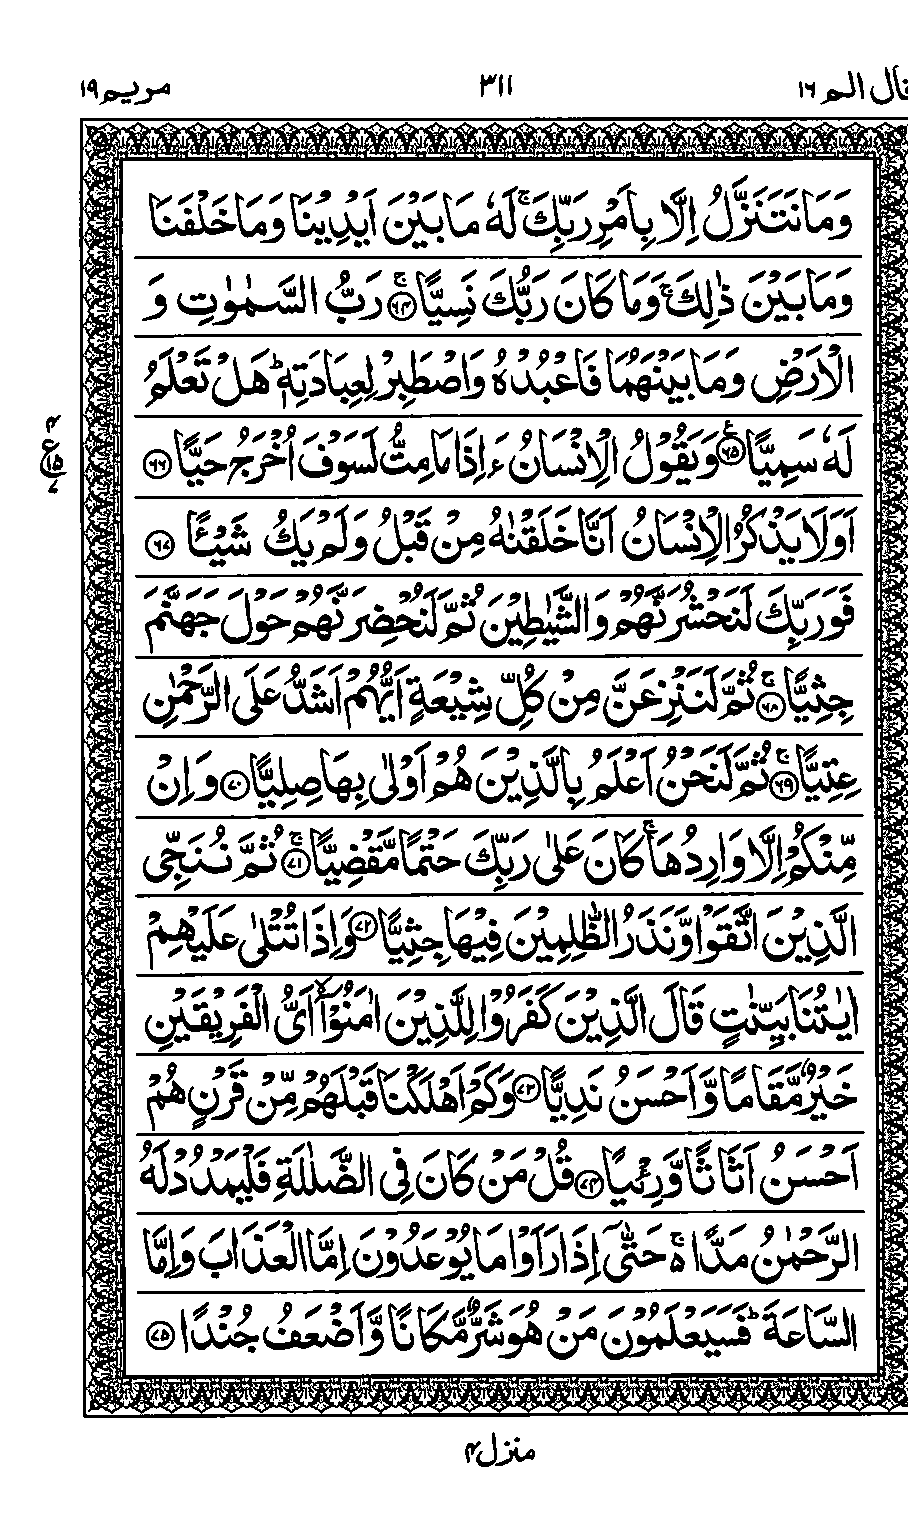 قال الم ١٦
٣١١
مريم ١٩
وَمَا نَتَنَزَّلُ اِلَّا بِاَمْرِ رَبِّكَ ۚ لَهٗ مَا بَيْنَ اَيْدِيْنَا وَمَا خَلْفَنَا
وَمَا بَيْنَ ذٰلِكَ ۚ وَمَا كَانَ رَبُّكَ نَسِيًّا ۚ﴿٦٤﴾ رَبُّ السَّمٰوٰتِ وَ
الْاَرْضِ وَمَا بَيْنَهُمَا فَاعْبُدْهُ وَاصْطَبِرْ لِعِبَادَتِهٖ ؕ هَلْ تَعْلَمُ
لَهٗ سَمِيًّا ﴿٦٥﴾ وَيَقُوْلُ الْاِنْسَانُ ءَاِذَا مَا مِتُّ لَسَوْفَ اُخْرَجُ حَيًّا ﴿٦٦﴾
ع ١٥
اَوَلَا يَذْكُرُ الْاِنْسَانُ اَنَّا خَلَقْنٰهُ مِنْ قَبْلُ وَلَمْ يَكُ شَيْـًٔا ﴿٦٧﴾
فَوَرَبِّكَ لَنَحْشُرَنَّهُمْ وَالشَّيٰطِيْنَ ثُمَّ لَنُحْضِرَنَّهُمْ حَوْلَ جَهَنَّمَ
جِثِيًّا ۚ﴿٦٨﴾ ثُمَّ لَنَنْزِعَنَّ مِنْ كُلِّ شِيْعَةٍ اَيُّهُمْ اَشَدُّ عَلَى الرَّحْمٰنِ
عِتِيًّا ۚ﴿٦٩﴾ ثُمَّ لَنَحْنُ اَعْلَمُ بِالَّذِيْنَ هُمْ اَوْلٰى بِهَا صِلِيًّا ﴿٧٠﴾ وَاِنْ
مِّنْكُمْ اِلَّا وَارِدُهَا ۚ كَانَ عَلٰى رَبِّكَ حَتْمًا مَّقْضِيًّا ۚ﴿٧١﴾ ثُمَّ نُنَجِّى
الَّذِيْنَ اتَّقَوْا وَّنَذَرُ الظّٰلِمِيْنَ فِيْهَا جِثِيًّا ﴿٧٢﴾ وَاِذَا تُتْلٰى عَلَيْهِمْ
اٰيٰتُنَا بَيِّنٰتٍ قَالَ الَّذِيْنَ كَفَرُوْا لِلَّذِيْنَ اٰمَنُوْٓا ۙ اَىُّ الْفَرِيْقَيْنِ
خَيْرٌ مَّقَامًا وَّاَحْسَنُ نَدِيًّا ﴿٧٣﴾ وَكَمْ اَهْلَكْنَا قَبْلَهُمْ مِّنْ قَرْنٍ هُمْ
اَحْسَنُ اَثَاثًا وَّرِءْيًا ﴿٧٤﴾ قُلْ مَنْ كَانَ فِى الضَّلٰلَةِ فَلْيَمْدُدْ لَهُ
الرَّحْمٰنُ مَدًّا ۚ۬ حَتّٰٓى اِذَا رَاَوْا مَا يُوْعَدُوْنَ اِمَّا الْعَذَابَ وَاِمَّا
السَّاعَةَ ؕ فَسَيَعْلَمُوْنَ مَنْ هُوَ شَرٌّ مَّكَانًا وَّاَضْعَفُ جُنْدًا ﴿٧٥﴾
منزل ٤